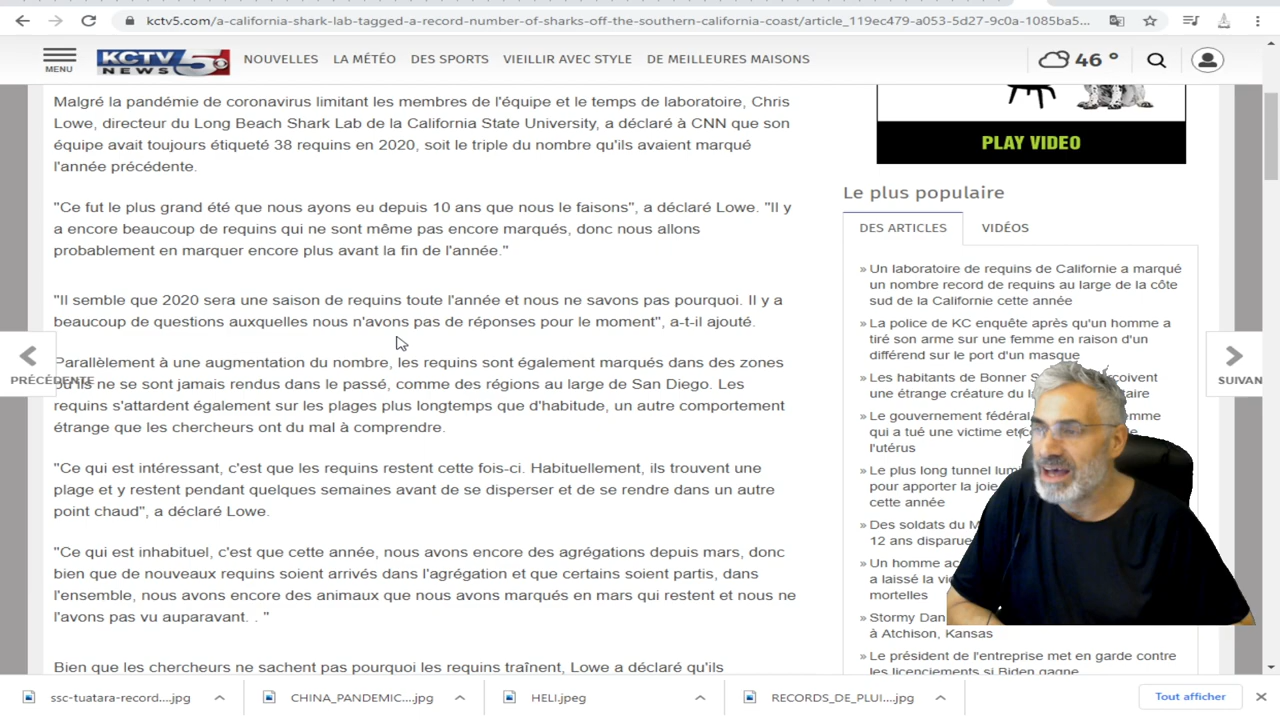 kctv5.com/a-california-shark-lab-tagged-a-record-number-of-sharks-off-the-southern-california-coast/article_119ec479-a053-5d27-9c0a-1085ba5...
MENU
KCTV 5
NEWS
NOUVELLES LA MÉTÉO DES SPORTS VIEILLIR AVEC STYLE DE MEILLEURES MAISONS
46 °
Malgré la pandémie de coronavirus limitant les membres de l'équipe et le temps de laboratoire, Chris
Lowe, directeur du Long Beach Shark Lab de la California State University, a déclaré à CNN que son
équipe avait toujours étiqueté 38 requins en 2020, soit le triple du nombre qu'ils avaient marqué
l'année précédente.
"Ce fut le plus grand été que nous ayons eu depuis 10 ans que nous le faisons", a déclaré Lowe. "Il y
a encore beaucoup de requins qui ne sont même pas encore marqués, donc nous allons
probablement en marquer encore plus avant la fin de l'année."
"Il semble que 2020 sera une saison de requins toute l'année et nous ne savons pas pourquoi. Il y a
beaucoup de questions auxquelles nous n'avons pas de réponses pour le moment", a-t-il ajouté.
Parallèlement à une augmentation du nombre, les requins sont également marqués dans des zones
ne se sont jamais rendus dans le passé, comme des régions au large de San Diego. Les
requins s'attardent également sur les plages plus longtemps que d'habitude, un autre comportement
étrange que les chercheurs ont du mal à comprendre.
"Ce qui est intéressant, c'est que les requins restent cette fois-ci. Habituellement, ils trouvent une
plage et y restent pendant quelques semaines avant de se disperser et de se rendre dans un autre
point chaud", a déclaré Lowe.
"Ce qui est inhabituel, c'est que cette année, nous avons encore des agrégations depuis mars, donc
bien que de nouveaux requins soient arrivés dans l'agrégation et que certains soient partis, dans
l'ensemble, nous avons encore des animaux que nous avons marqués en mars qui restent et nous ne
l'avons pas vu auparavant. . "
Bien que les chercheurs ne sachent pas pourquoi les requins traînent, Lowe a déclaré qu'ils
PRÉCÉDENTE
SUIVAN
PLAY VIDEO
Le plus populaire
DES ARTICLES VIDÉOS
» Un laboratoire de requins de Californie a marqué
un nombre record de requins au large de la côte
sud de la Californie cette année
» La police de KC enquête après qu'un homme a
tiré son arme sur une femme en raison d'un
différend sur le port d'un masque
» Les habitants de Bonner
une étrange créature du
» Le gouvernement fédéral
qui a tué une victime et
l'utérus
» Le plus long tunnel
pour apporter la joie
cette année
» Des soldats du
12 ans
» Un homme
a laissé la
mortelles
» Stormy
à Atchison, Kansas
» Le président de l'entreprise met en garde contre
les licenciements si Biden gagne
ssc-tuatara-record....jpg
CHINA_PANDEMIC....jpg
HELI.jpeg
RECORDS_DE_PLUI....jpg
Tout afficher